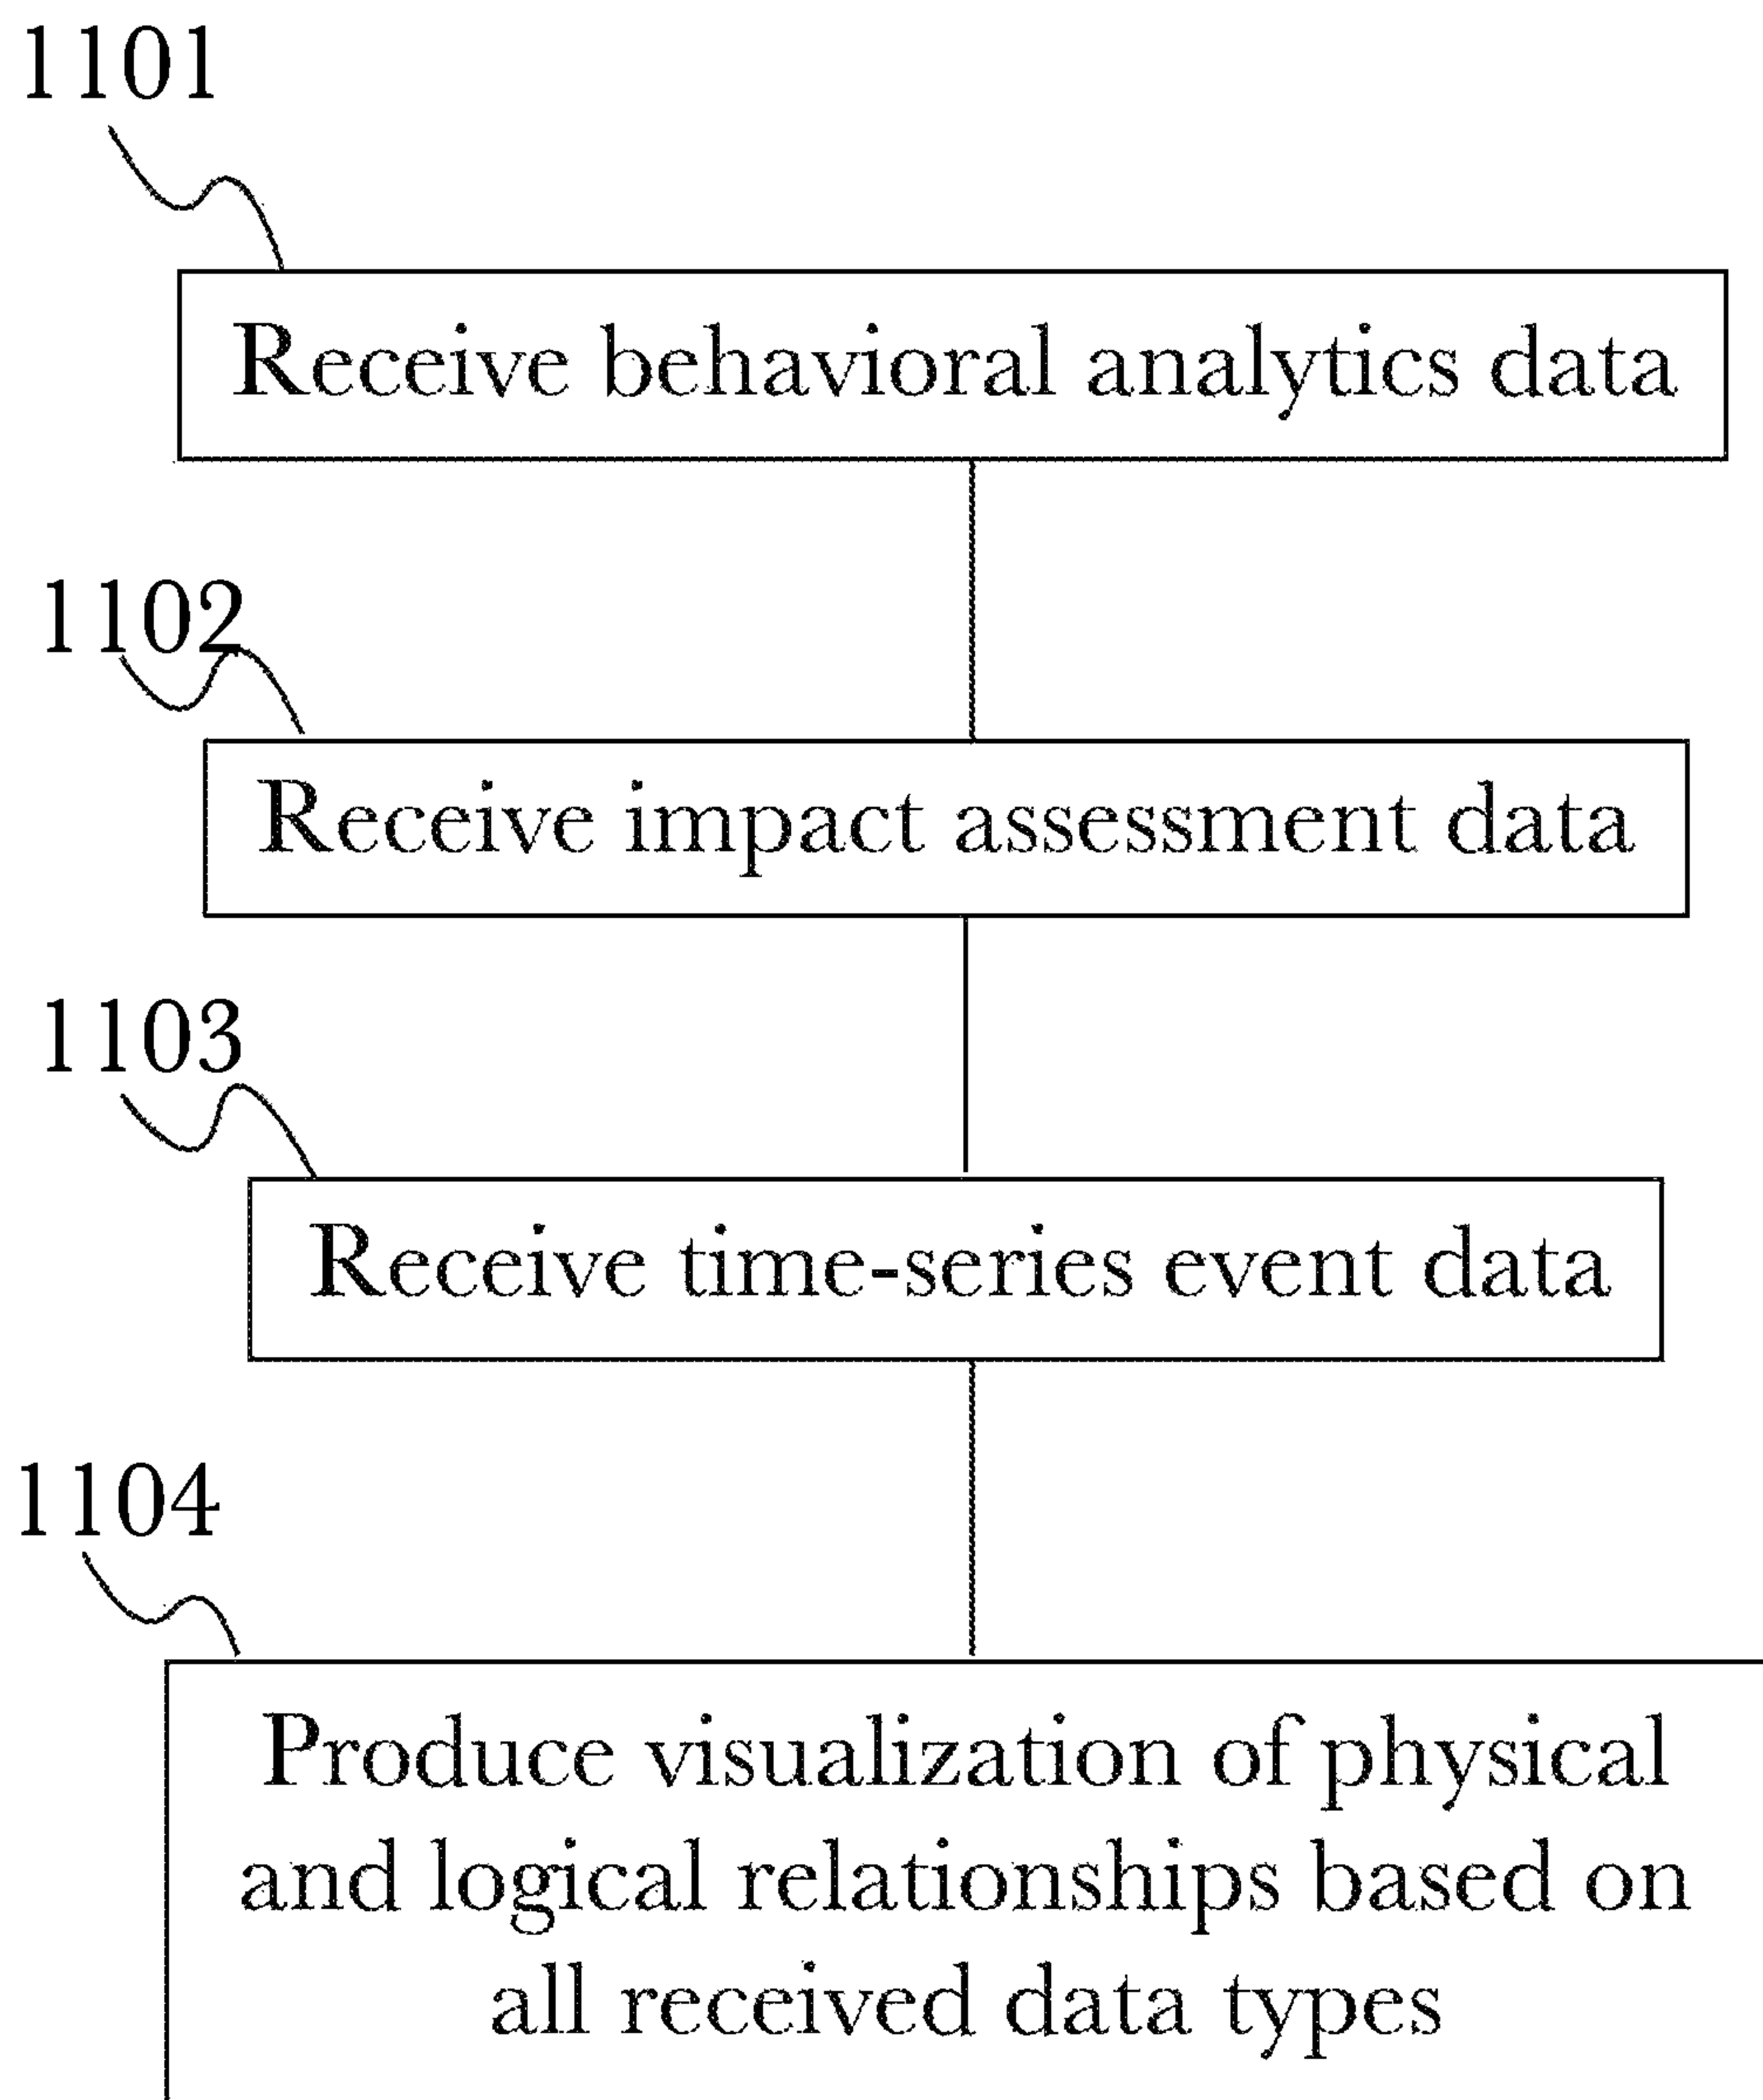 1101
Receive behavioral analytics data
1102
Receive impact assessment data
1103
Receive time-series event data
1104
Produce visualization of physical
and logical relationships based on
all received data types